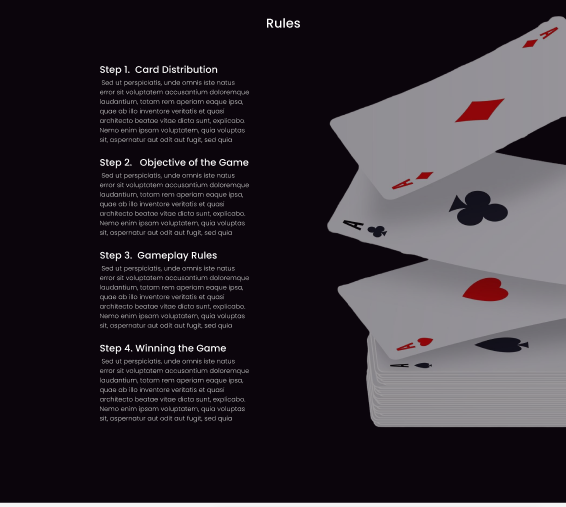 Rules
Step 1. Card Distribution
Sed ut perspiciatis, unde omnis iste natus
error sit voluptatem accusantium doloremque
laudantium, totam rem aperiam eaque ipsa,
quae ab illo inventore veritatis et quasi
architecto beatae vitae dicta sunt, explicabo.
Nemo enim ipsam voluptatem, quia voluptas
sit, aspernatur aut odit aut fugit, sed quia
Step 2. Objective of the Game
Sed ut perspiciatis, unde omnis iste natus
error sit voluptatem accusantium doloremque
laudantium, totam rem aperiam eaque ipsa,
quae ab illo inventore veritatis et quasi
architecto beatae vitae dicta sunt, explicabo.
Nemo enim ipsam voluptatem, quia voluptas
sit, aspernatur aut odit aut fugit, sed quia
Step 3. Gameplay Rules
Sed ut perspiciatis, unde omnis iste natus
error sit voluptatem accusantium doloremque
laudantium, totam rem aperiam eaque ipsa,
quae ab illo inventore veritatis et quasi
architecto beatae vitae dicta sunt, explicabo.
Nemo enim ipsam voluptatem, quia voluptas
sit, aspernatur aut odit aut fugit, sed quia
Step 4. Winning the Game
Sed ut perspiciatis, unde omnis iste natus
error sit voluptatem accusantium doloremque
laudantium, totam rem aperiam eaque ipsa,
quae ab illo inventore veritatis et quasi
architecto beatae vitae dicta sunt, explicabo.
Nemo enim ipsam voluptatem, quia voluptas
sit, aspernatur aut odit aut fugit, sed quia
A
A
A
A
A